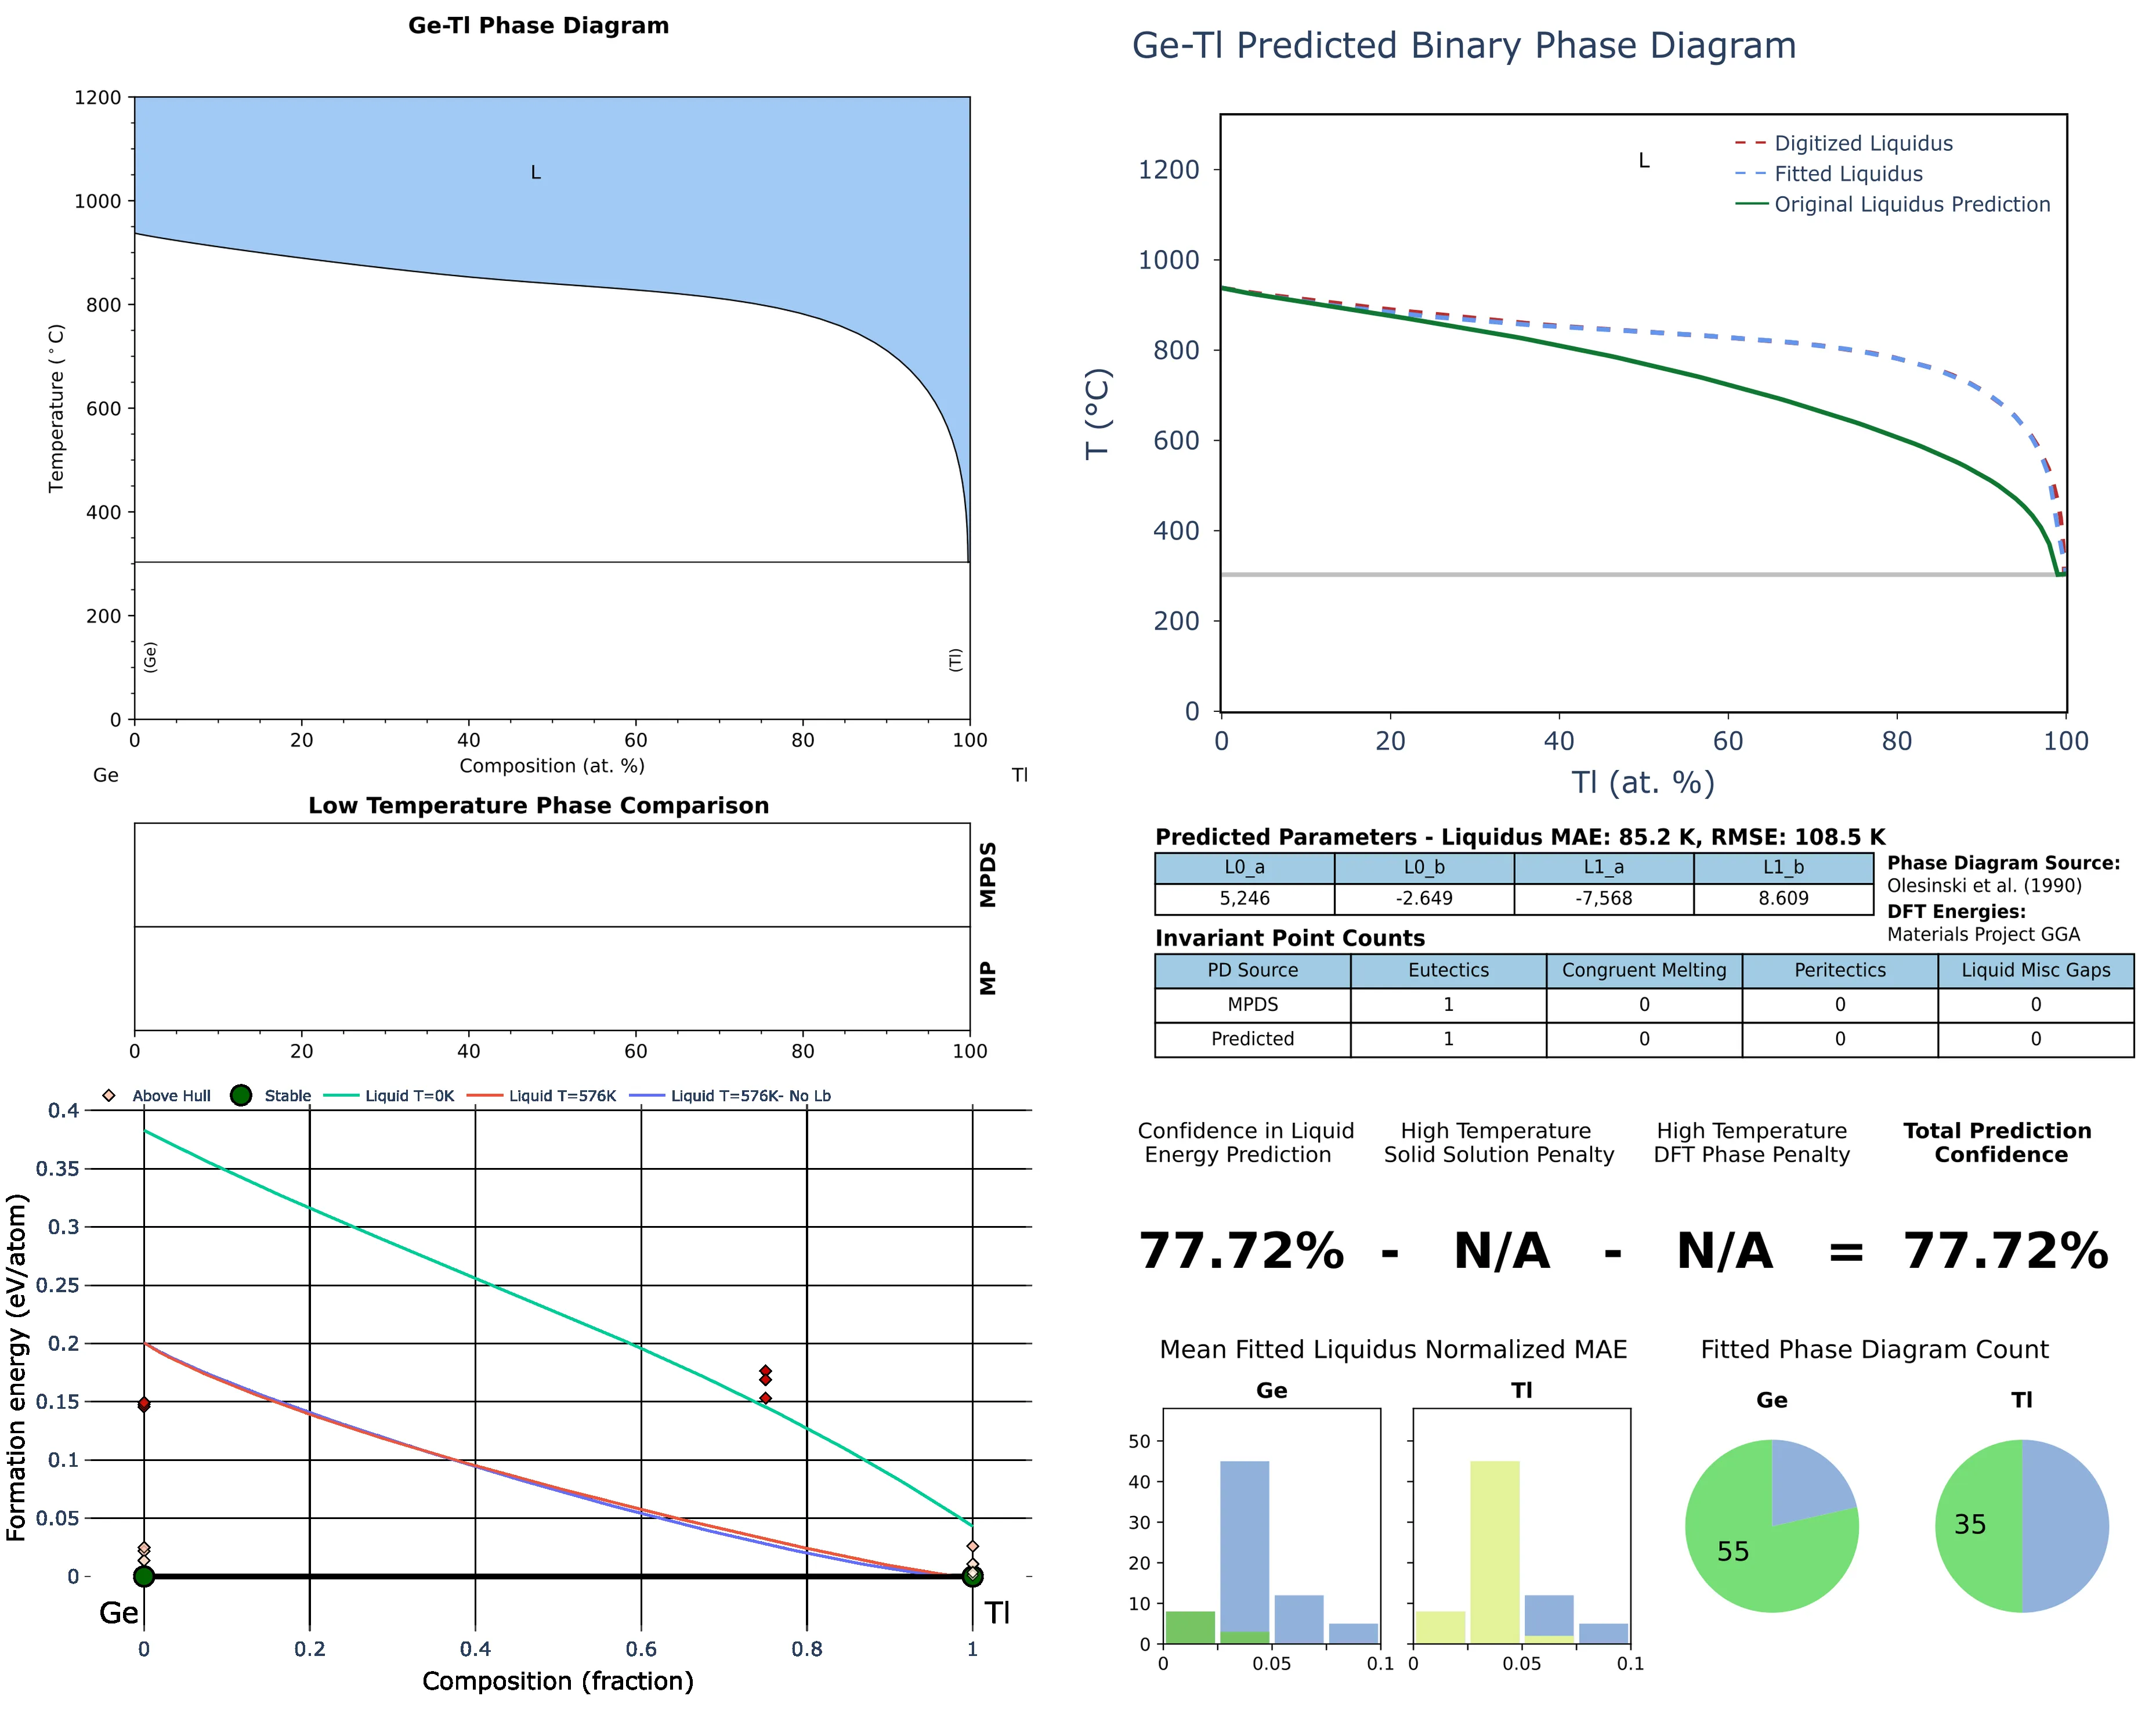 Ge-Tl Phase Diagram
1200
1000
800
600
400
200
0
Temperature (°C)
L
(Ge)
(Tl)
0 20 40 60 80 100
Composition (at. %)
Ge Tl
Low Temperature Phase Comparison
MPDS
MP
0 20 40 60 80 100
Above Hull Stable Liquid T=0K Liquid T=576K Liquid T=576K- No Lb
0.4
0.35
0.3
0.25
0.2
0.15
0.1
0.05
0
Formation energy (eV/atom)
Ge Tl
0 0.2 0.4 0.6 0.8 1
Composition (fraction)
Ge-Tl Predicted Binary Phase Diagram
L
Digitized Liquidus
Fitted Liquidus
Original Liquidus Prediction
1200
1000
800
600
400
200
0
T (°C)
0 20 40 60 80 100
Tl (at. %)
Predicted Parameters - Liquidus MAE: 85.2 K, RMSE: 108.5 K
L0_a L0_b L1_a L1_b
5,246 -2.649 -7,568 8.609
Phase Diagram Source:
Olesinski et al. (1990)
DFT Energies:
Materials Project GGA
Invariant Point Counts
PD Source Eutectics Congruent Melting Peritectics Liquid Misc Gaps
MPDS 1 0 0 0
Predicted 1 0 0 0
Confidence in Liquid
Energy Prediction
High Temperature
Solid Solution Penalty
High Temperature
DFT Phase Penalty
Total Prediction
Confidence
77.72% - N/A - N/A = 77.72%
Mean Fitted Liquidus Normalized MAE
Ge Tl
50
40
30
20
10
0
0 0.05 0.1
0 0.05 0.1
Fitted Phase Diagram Count
Ge Tl
55
35